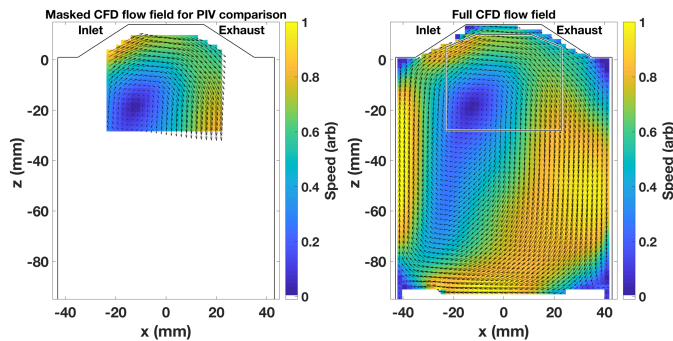 Masked CFD flow field for PIV comparison
Inlet
Exhaust
0
-20
-40
-60
-80
z (mm)
-40
-20
0
20
40
x (mm)
1
0.8
0.6
0.4
0.2
0
Speed (arb)
Full CFD flow field
Inlet
Exhaust
0
-20
-40
-60
-80
z (mm)
-40
-20
0
20
40
x (mm)
1
0.8
0.6
0.4
0.2
0
Speed (arb)